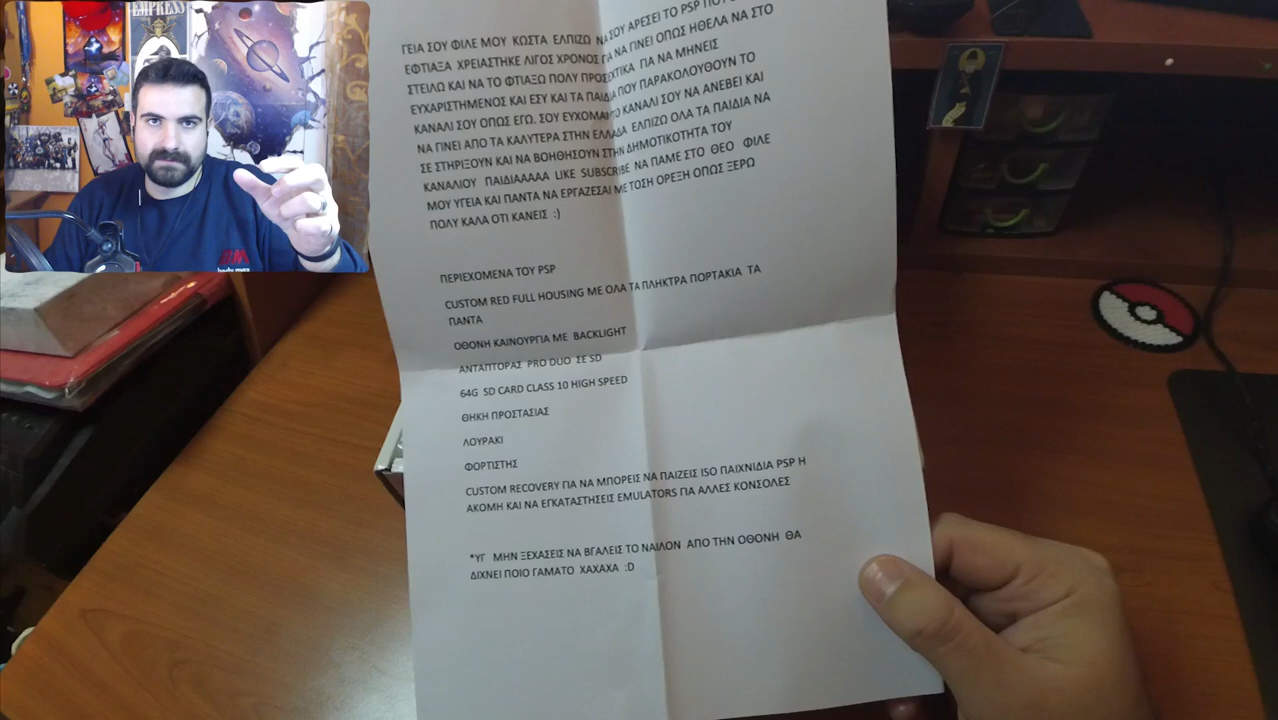 EMPRESS
ΓΕΙΑ ΣΟΥ ΦΙΛΕ ΜΟΥ ΚΩΣΤΑ ΕΛΠΙΖΩ ΝΑ ΣΟΥ ΑΡΕΣΕΙ ΤΟ PSP ΠΟΥ
ΕΦΤΙΑΞΑ ΧΡΕΙΑΣΤΗΚΕ ΛΙΓΟΣ ΧΡΟΝΟΣ ΓΙΑ ΝΑ ΓΙΝΕΙ ΟΠΩΣ ΗΘΕΛΑ ΝΑ ΣΤΟ
ΣΤΕΙΛΩ ΚΑΙ ΝΑ ΤΟ ΦΤΙΑΞΩ ΠΟΛΥ ΠΡΟΣΕΧΤΙΚΑ ΓΙΑ ΝΑ ΜΗΝΕΙΣ
ΕΥΧΑΡΙΣΤΗΜΕΝΟΣ ΚΑΙ ΕΣΥ ΚΑΙ ΤΑ ΠΑΙΔΙΑ ΠΟΥ ΠΑΡΑΚΟΛΟΥΘΟΥΝ ΤΟ
ΚΑΝΑΛΙ ΣΟΥ ΟΠΩΣ ΕΓΩ. ΣΟΥ ΕΥΧΟΜΑΙ ΤΟ ΚΑΝΑΛΙ ΣΟΥ ΝΑ ΑΝΕΒΕΙ ΚΑΙ
ΝΑ ΓΙΝΕΙ ΑΠΟ ΤΑ ΚΑΛΥΤΕΡΑ ΣΤΗΝ ΕΛΛΑΔΑ ΕΛΠΙΖΩ ΟΛΑ ΤΑ ΠΑΙΔΙΑ ΝΑ
ΣΕ ΣΤΗΡΙΞΟΥΝ ΚΑΙ ΝΑ ΒΟΗΘΗΣΟΥΝ ΣΤΗΝ ΔΗΜΟΤΙΚΟΤΗΤΑ ΤΟΥ
ΚΑΝΑΛΙΟΥ ΠΑΙΔΙΑΑΑΑΑ LIKE SUBSCRIBE ΝΑ ΠΑΜΕ ΣΤΟ ΘΕΟ ΦΙΛΕ
ΜΟΥ ΥΓΕΙΑ ΚΑΙ ΠΑΝΤΑ ΝΑ ΕΡΓΑΖΕΣΑΙ ΜΕ ΤΟΣΗ ΟΡΕΞΗ ΟΠΩΣ ΞΕΡΩ
ΠΟΛΥ ΚΑΛΑ ΟΤΙ ΚΑΝΕΙΣ :)
ΠΕΡΙΕΧΟΜΕΝΑ ΤΟΥ PSP
CUSTOM RED FULL HOUSING ΜΕ ΟΛΑ ΤΑ ΠΛΗΚΤΡΑ ΠΟΡΤΑΚΙΑ ΤΑ
ΠΑΝΤΑ
ΟΘΟΝΗ ΚΑΙΝΟΥΡΓΙΑ ΜΕ BACKLIGHT
ΑΝΤΑΠΤΟΡΑΣ PRO DUO ΣΕ SD
64G SD CARD CLASS 10 HIGH SPEED
ΘΗΚΗ ΠΡΟΣΤΑΣΙΑΣ
ΛΟΥΡΑΚΙ
ΦΟΡΤΙΣΤΗΣ
CUSTOM RECOVERY ΓΙΑ ΝΑ ΜΠΟΡΕΙΣ ΝΑ ΠΑΙΖΕΙΣ ISO ΠΑΙΧΝΙΔΙΑ PSP Η
ΑΚΟΜΗ ΚΑΙ ΝΑ ΕΓΚΑΤΑΣΤΗΣΕΙΣ EMULATORS ΓΙΑ ΑΛΛΕΣ ΚΟΝΣΟΛΕΣ
*ΥΓ ΜΗΝ ΞΕΧΑΣΕΙΣ ΝΑ ΒΓΑΛΕΙΣ ΤΟ ΝΑΙΛΟΝ ΑΠΟ ΤΗΝ ΟΘΟΝΗ ΘΑ
ΔΙΧΝΕΙ ΠΟΙΟ ΓΑΜΑΤΟ ΧΑΧΑΧΑ :D